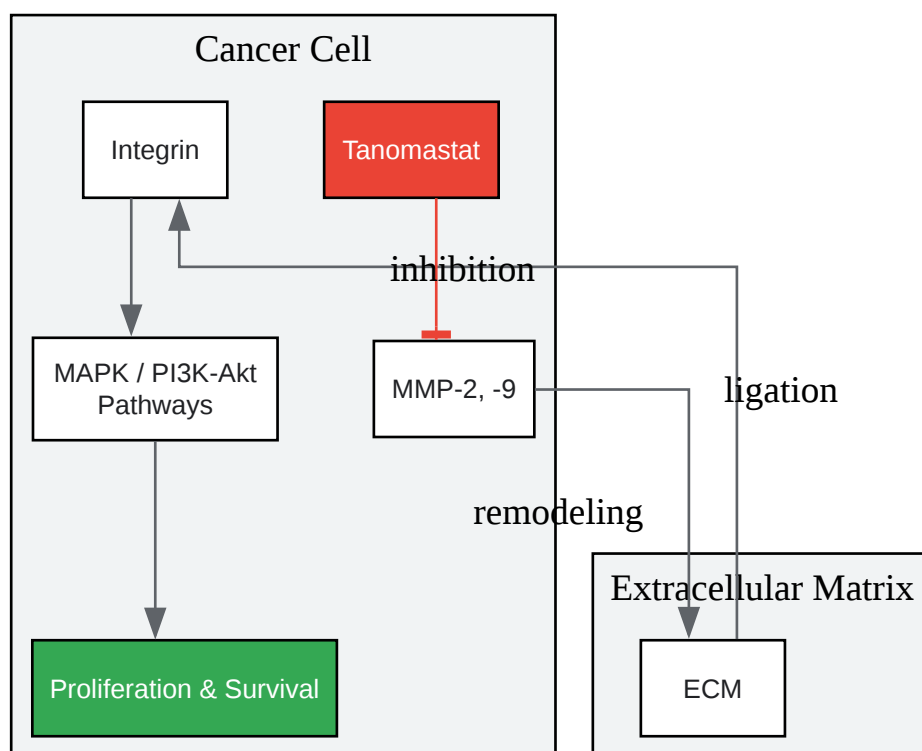 Cancer Cell
Integrin
Tanomastat
inhibition
MAPK / PI3K-Akt
Pathways
MMP-2, -9
ligation
remodeling
Extracellular Matrix
Proliferation & Survival
ECM